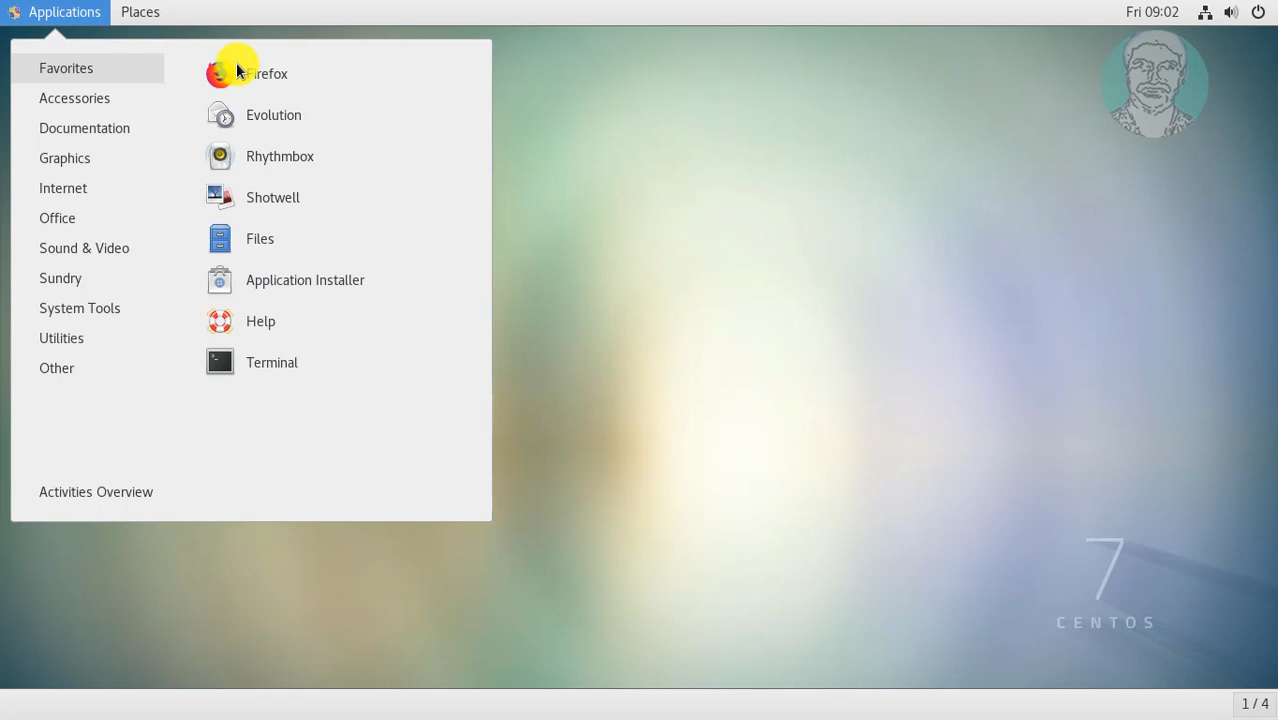 Applications Places Fri 09:02
Favorites
Accessories
Documentation
Graphics
Internet
Office
Sound & Video
Sundry
System Tools
Utilities
Other
Activities Overview
Firefox
Evolution
Rhythmbox
Shotwell
Files
Application Installer
Help
Terminal
7
CENTOS
1 / 4